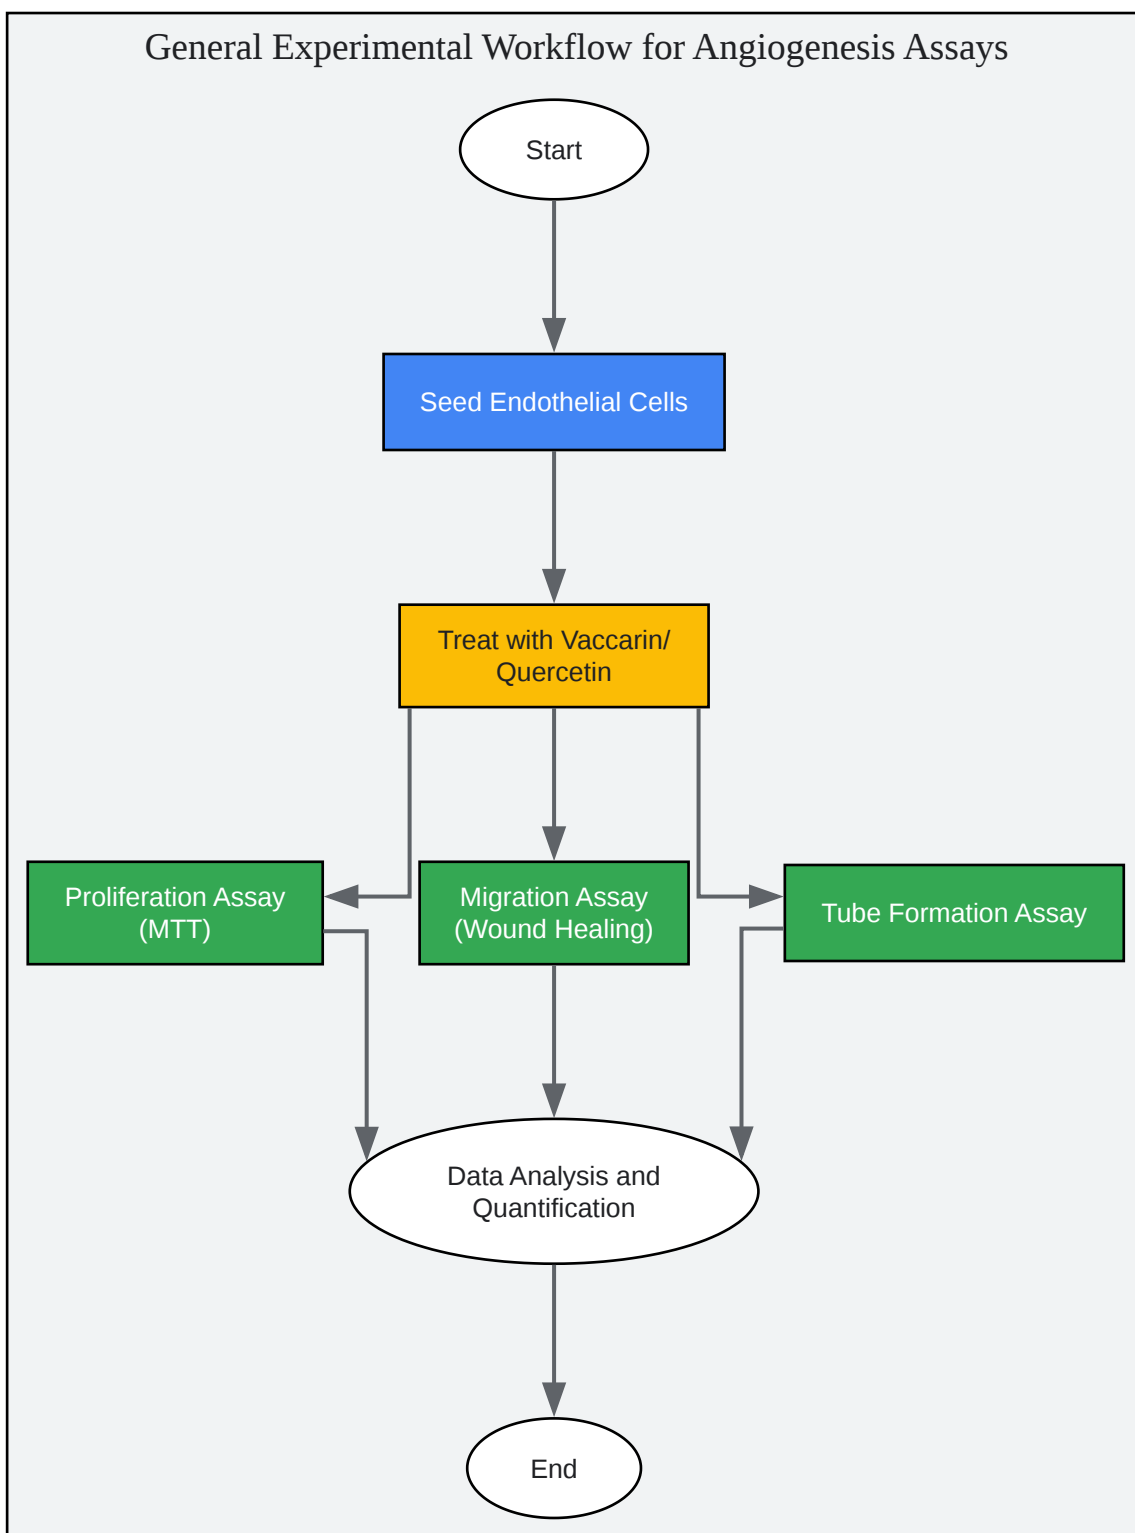 General Experimental Workflow for Angiogenesis Assays
Start
Seed Endothelial Cells
Treat with Vaccarin/
Quercetin
Proliferation Assay
(MTT)
Migration Assay
(Wound Healing)
Tube Formation Assay
Data Analysis and
Quantification
End